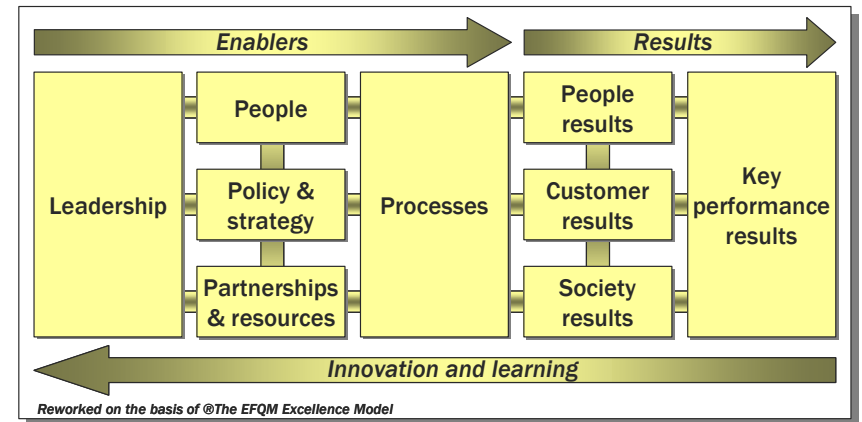 Enablers
Results
Leadership
People
Policy &
strategy
Partnerships
& resources
Processes
People
results
Customer
results
Society
results
Key
performance
results
Innovation and learning
Reworked on the basis of ®The EFQM Excellence Model